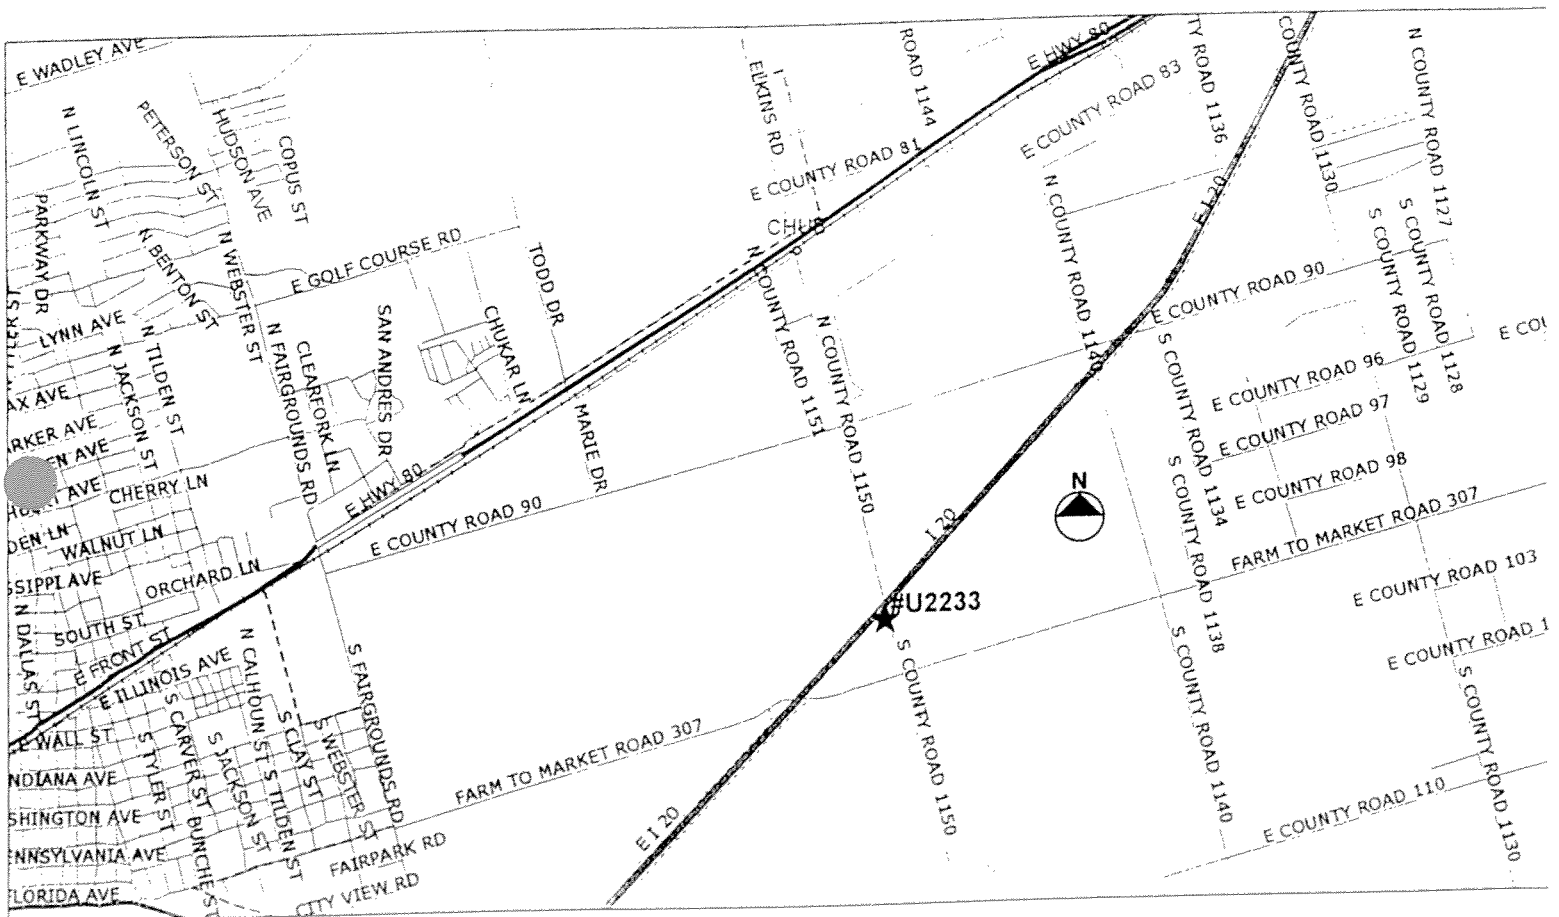 E WADLEY AVE
N LINCOLN ST
PETERSON ST
HUDSON AVE
COPUS ST
PARKWAY DR
N BENTON ST
N WEBSTER ST
E GOLF COURSE RD
TODD DR
ELKINS RD
ROAD 1144
E HWY 80
E COUNTY ROAD 83
TY ROAD 1136
COUNTY ROAD 1130
N COUNTY ROAD 1127
E COUNTY ROAD 81
CHUB
E I 20
S COUNTY ROAD 1128
S COUNTY ROAD 1129
N COUNTY ROAD 1140
E COUNTY ROAD 90
LYNN AVE
N TILDEN ST
N JACKSON ST
N FAIRGROUNDS RD
CLEARFORK LN
SAN ANDRES DR
CHUKAR LN
MARIE DR
N COUNTY ROAD 1151
N COUNTY ROAD 1150
S COUNTY ROAD 1134
E COUNTY ROAD 96
E COUNTY ROAD 97
E COUNTY ROAD 98
E COU
AX AVE
ARKER AVE
EN AVE
AVE
CHERRY LN
E HWY 80
E COUNTY ROAD 90
DEN LN
WALNUT LN
SSIPPI AVE
ORCHARD LN
I 20
N
S COUNTY ROAD 1138
FARM TO MARKET ROAD 307
E COUNTY ROAD 103
E COUNTY ROAD 1
#U2233
N DALLAS ST
SOUTH ST
E FRONT ST
E ILLINOIS AVE
N CALHOUN ST
S FAIRGROUNDS RD
S COUNTY ROAD 1150
S COUNTY ROAD 1140
S COUNTY ROAD 1130
E WALL ST
S CARVER ST
S CLAY ST
S WEBSTER ST
S TYLER ST
S JACKSON ST
S TILDEN ST
NDIANA AVE
SHINGTON AVE
ENNSYLVANIA AVE
BUNCHE ST
LORIDA AVE
FARM TO MARKET ROAD 307
E I 20
FAIRPARK RD
CITY VIEW RD
E COUNTY ROAD 110